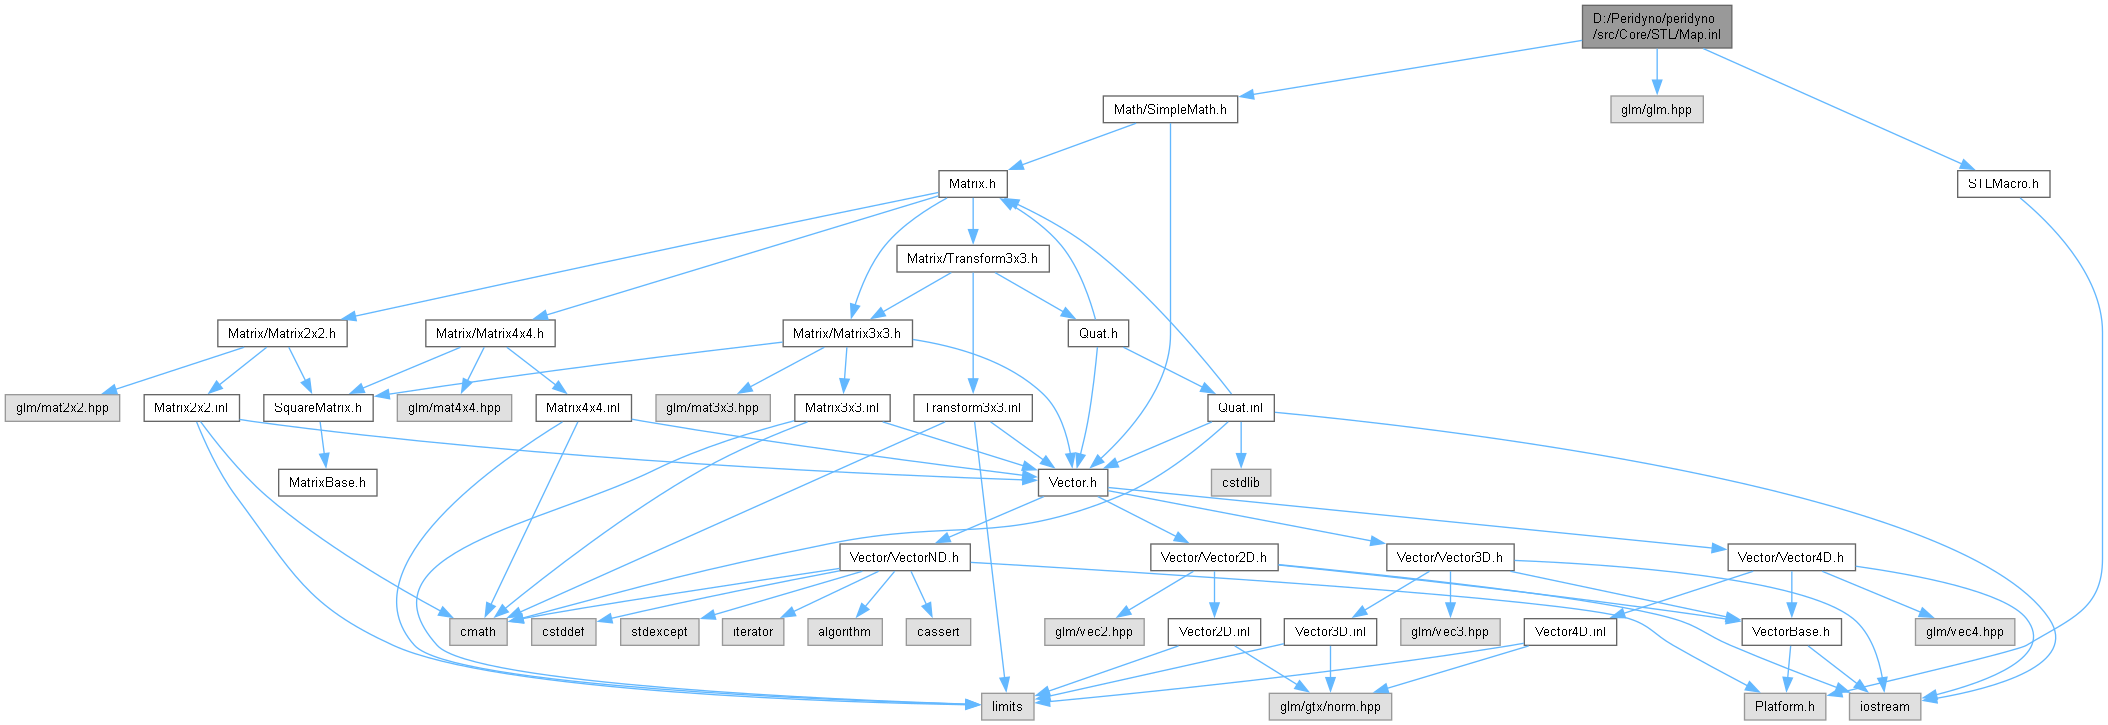 D:/Peridyno/peridyno
/src/Core/STL/Map.inl
Math/SimpleMath.h
glm/glm.hpp
Matrix.h
STLMacro.h
Matrix/Transform3x3.h
Matrix/Matrix2x2.h
Matrix/Matrix4x4.h
Matrix/Matrix3x3.h
Quat.h
glm/mat2x2.hpp
Matrix2x2.inl
SquareMatrix.h
glm/mat4x4.hpp
Matrix4x4.inl
glm/mat3x3.hpp
Matrix3x3.inl
Transform3x3.inl
Quat.inl
MatrixBase.h
Vector.h
cstdlib
Vector/VectorND.h
Vector/Vector2D.h
Vector/Vector3D.h
Vector/Vector4D.h
cmath
cstddef
stdexcept
iterator
algorithm
cassert
glm/vec2.hpp
Vector2D.inl
Vector3D.inl
glm/vec3.hpp
Vector4D.inl
VectorBase.h
glm/vec4.hpp
limits
glm/gtx/norm.hpp
Platform.h
iostream